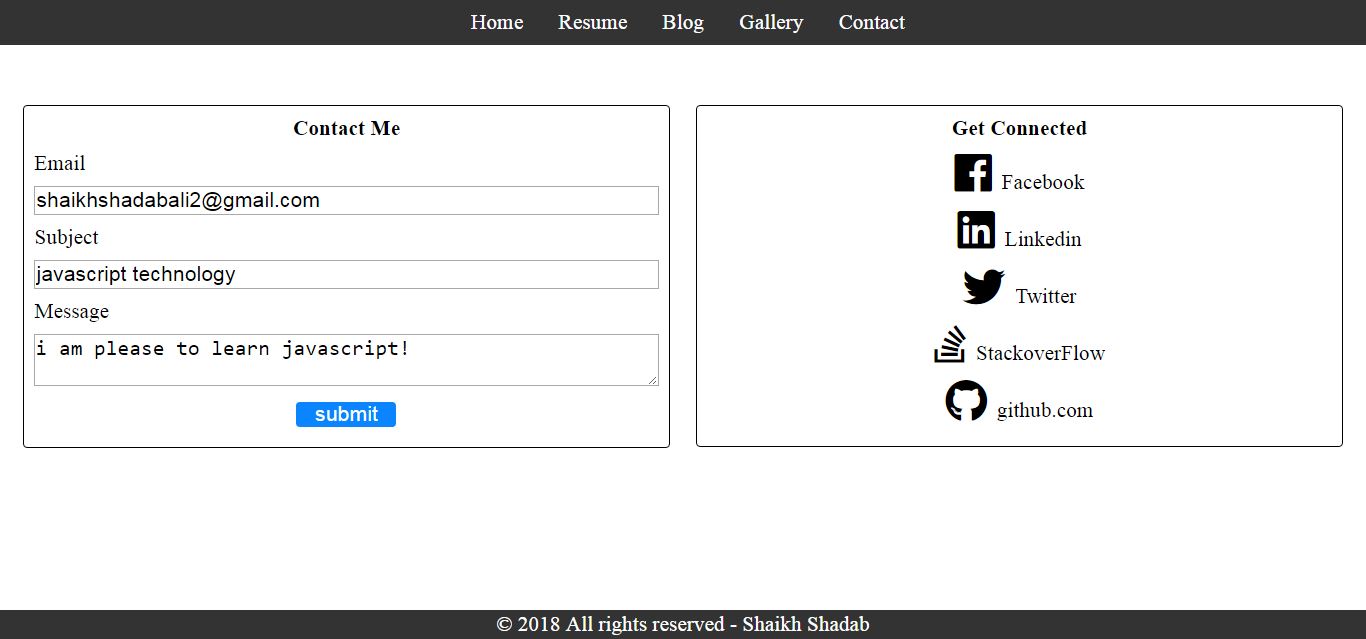 Home Resume Blog Gallery Contact
Contact Me
Email
shaikhshadabali2@gmail.com
Subject
javascript technology
Message
i am please to learn javascript!
submit
Get Connected
Facebook
Linkedin
Twitter
StackoverFlow
github.com
© 2018 All rights reserved - Shaikh Shadab